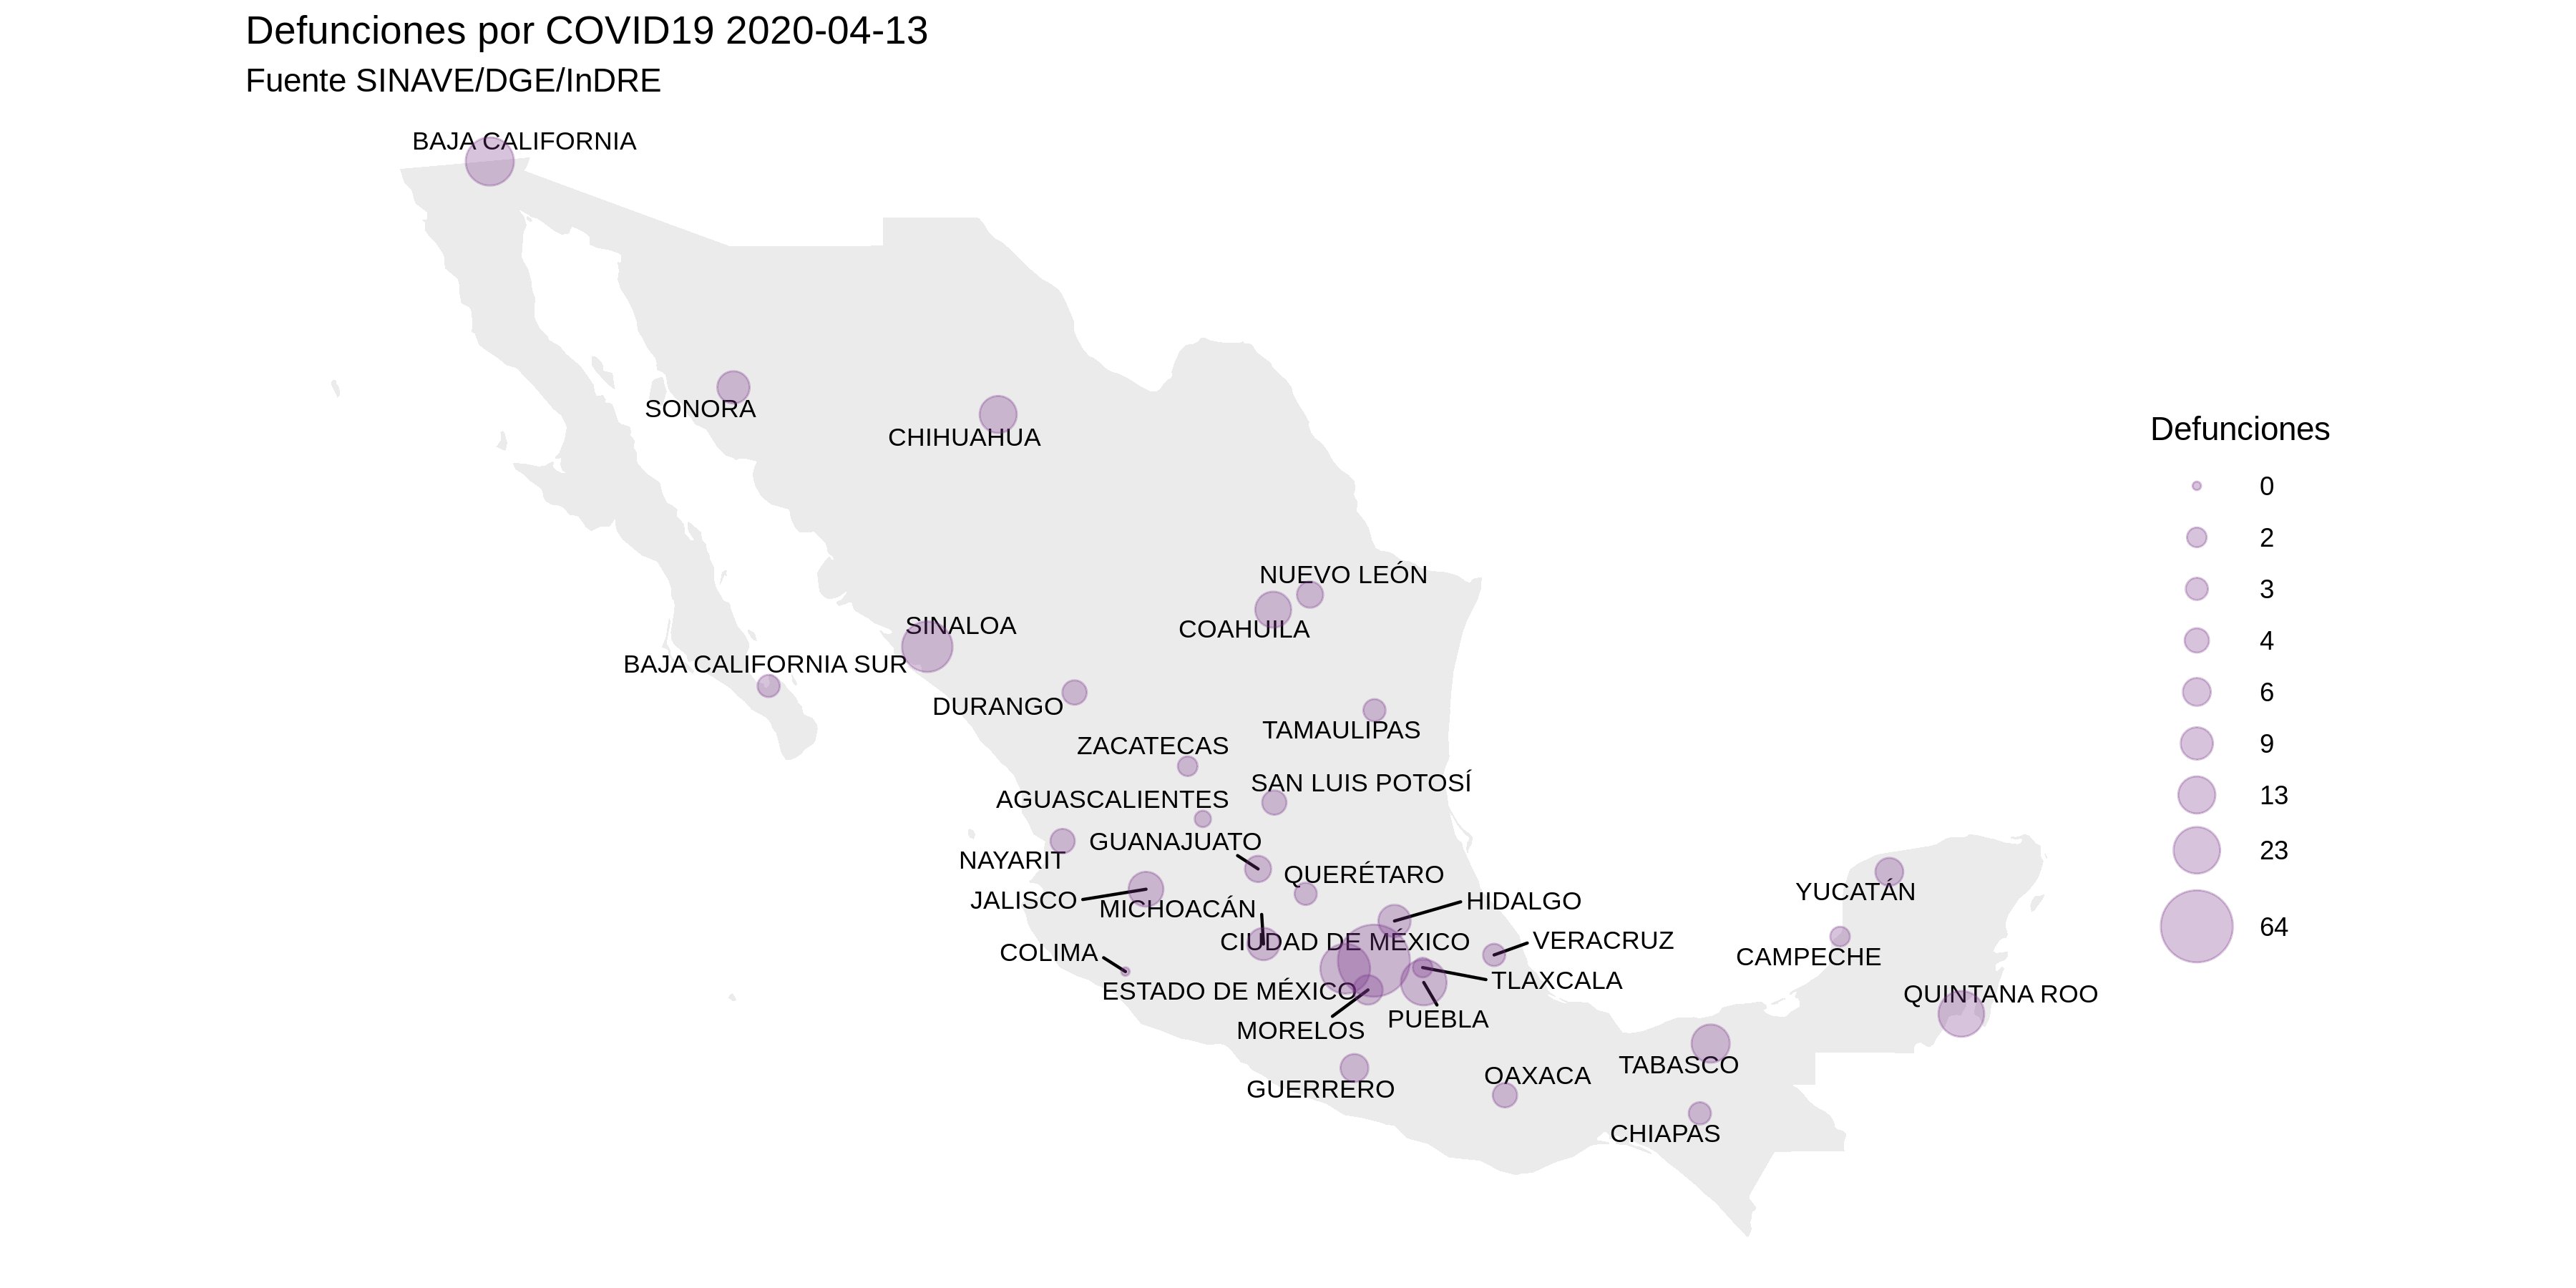 Defunciones por COVID19 2020-04-13
Fuente SINAVE/DGE/InDRE
BAJA CALIFORNIA
SONORA
CHIHUAHUA
NUEVO LEÓN
COAHUILA
SINALOA
BAJA CALIFORNIA SUR
DURANGO
TAMAULIPAS
ZACATECAS
SAN LUIS POTOSÍ
AGUASCALIENTES
GUANAJUATO
NAYARIT
QUERÉTARO
JALISCO
MICHOACÁN
HIDALGO
CIUDAD DE MÉXICO
VERACRUZ
COLIMA
TLAXCALA
ESTADO DE MÉXICO
PUEBLA
MORELOS
GUERRERO
OAXACA
TABASCO
CHIAPAS
YUCATÁN
CAMPECHE
QUINTANA ROO
Defunciones
0
2
3
4
6
9
13
23
64